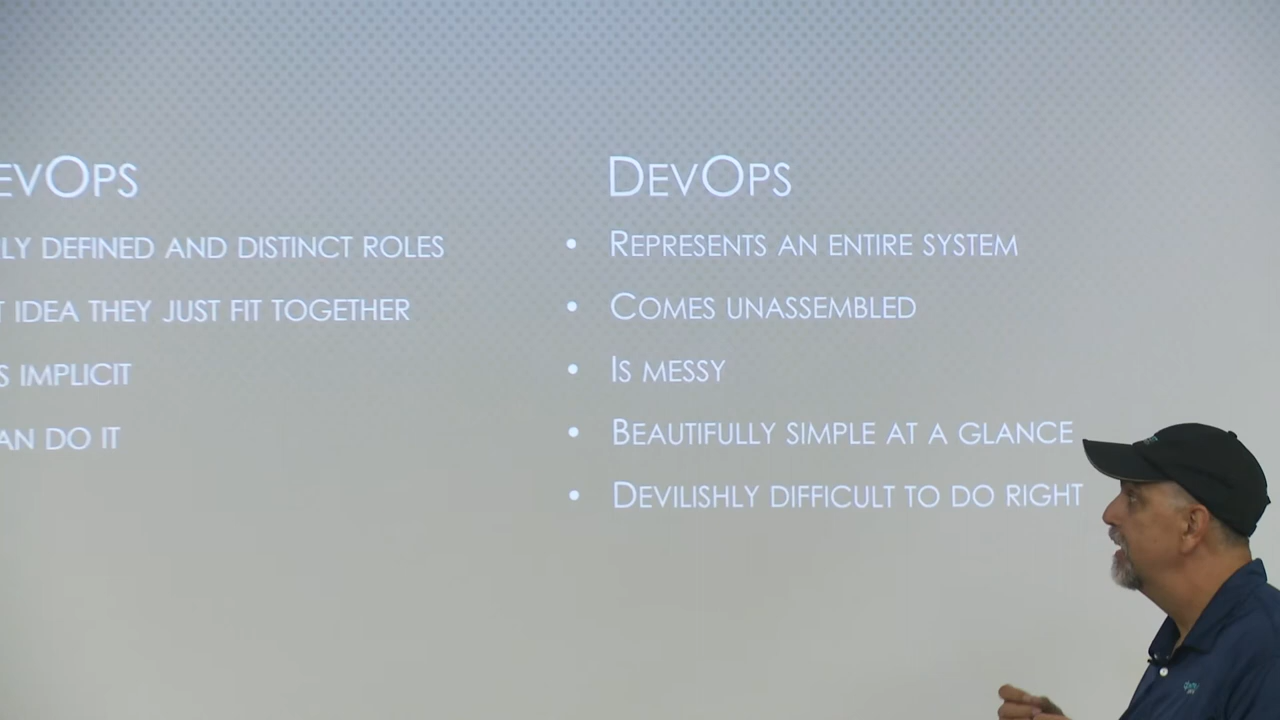 EVOPS
LY DEFINED AND DISTINCT ROLES
T IDEA THEY JUST FIT TOGETHER
S IMPLICIT
AN DO IT
DEVOPS
• REPRESENTS AN ENTIRE SYSTEM
• COMES UNASSEMBLED
• IS MESSY
• BEAUTIFULLY SIMPLE AT A GLANCE
• DEVILISHLY DIFFICULT TO DO RIGHT